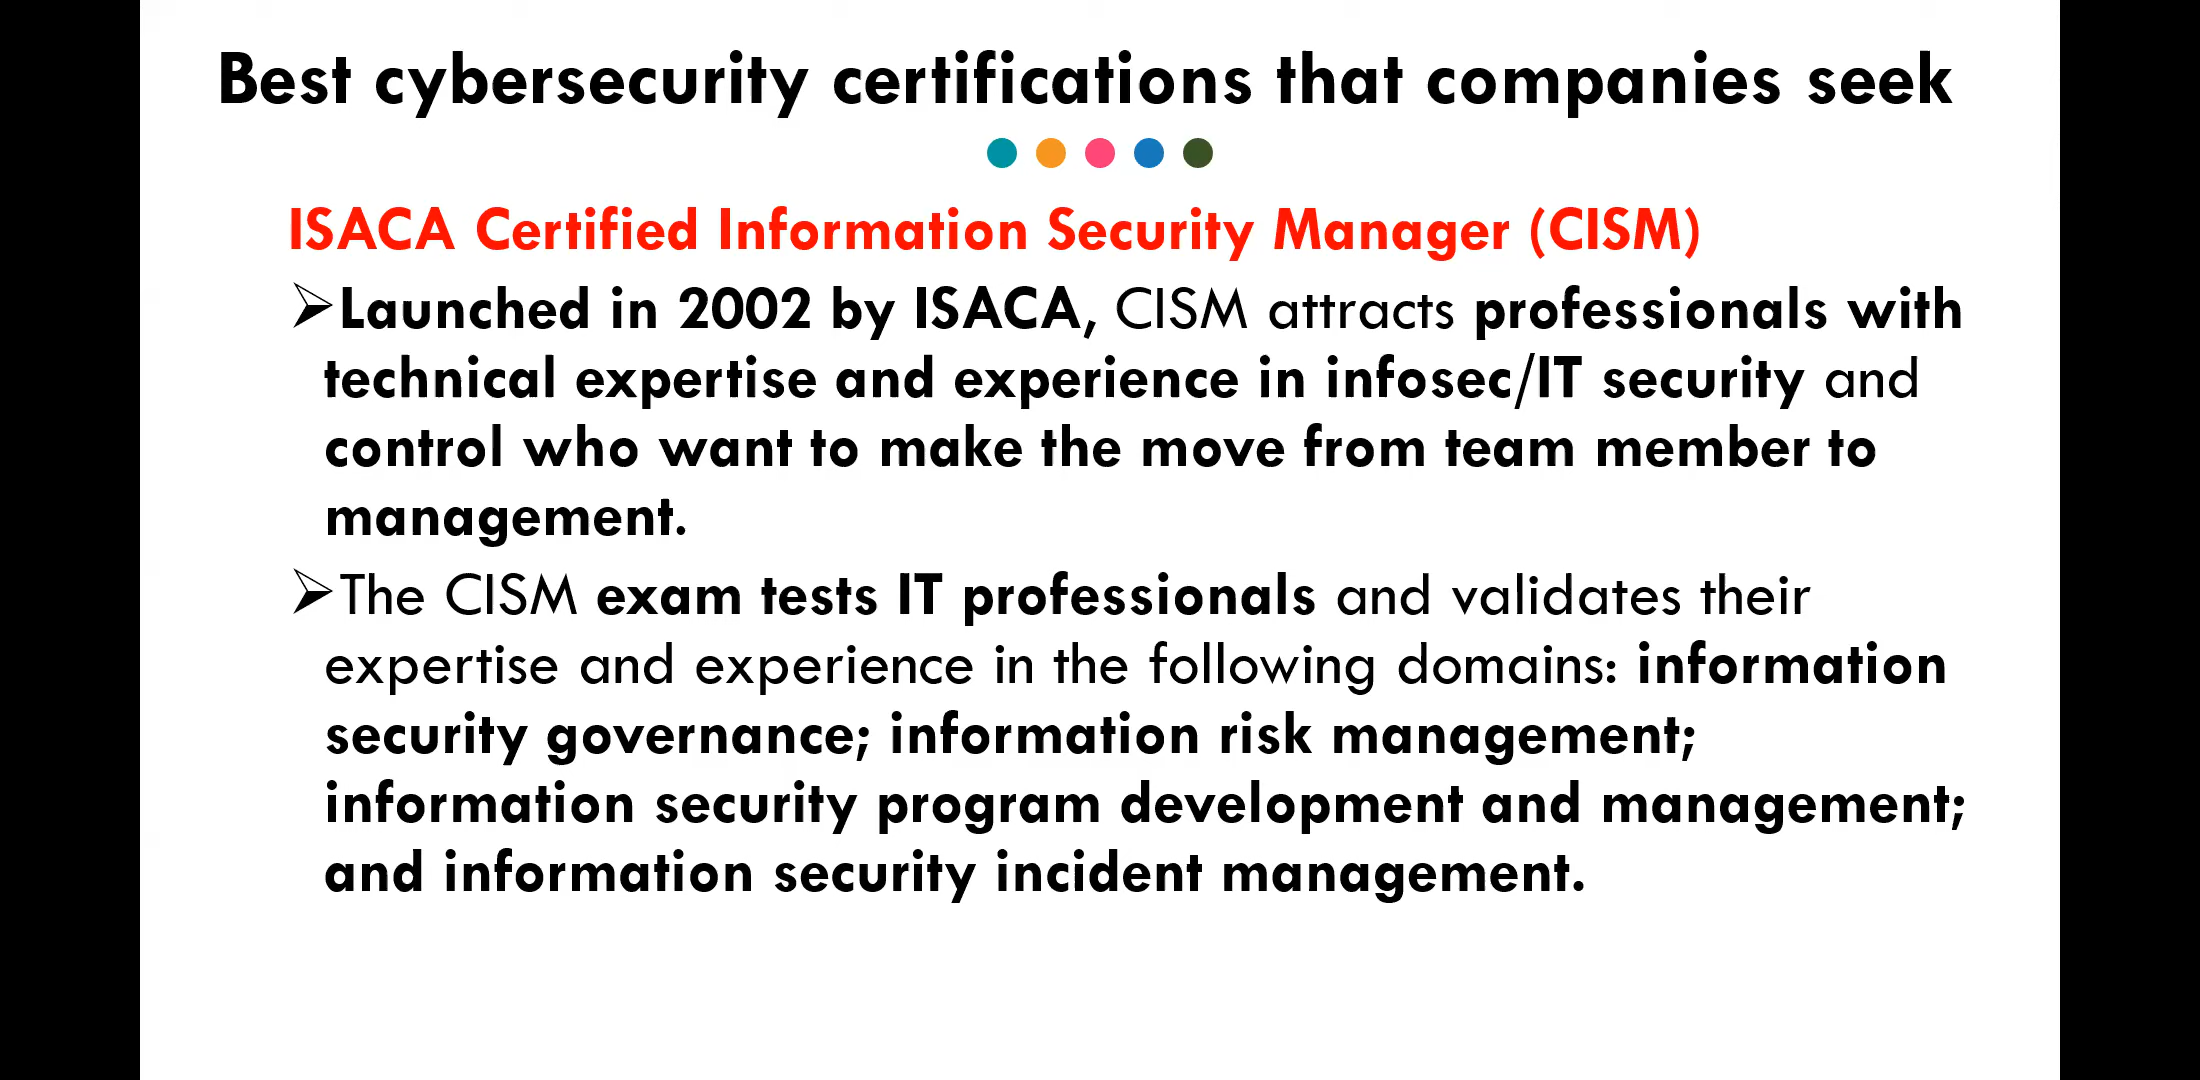 Best cybersecurity certifications that companies seek
ISACA Certified Information Security Manager (CISM)
➢Launched in 2002 by ISACA, CISM attracts professionals with
technical expertise and experience in infosec/IT security and
control who want to make the move from team member to
management.
➢The CISM exam tests IT professionals and validates their
expertise and experience in the following domains: information
security governance; information risk management;
information security program development and management;
and information security incident management.